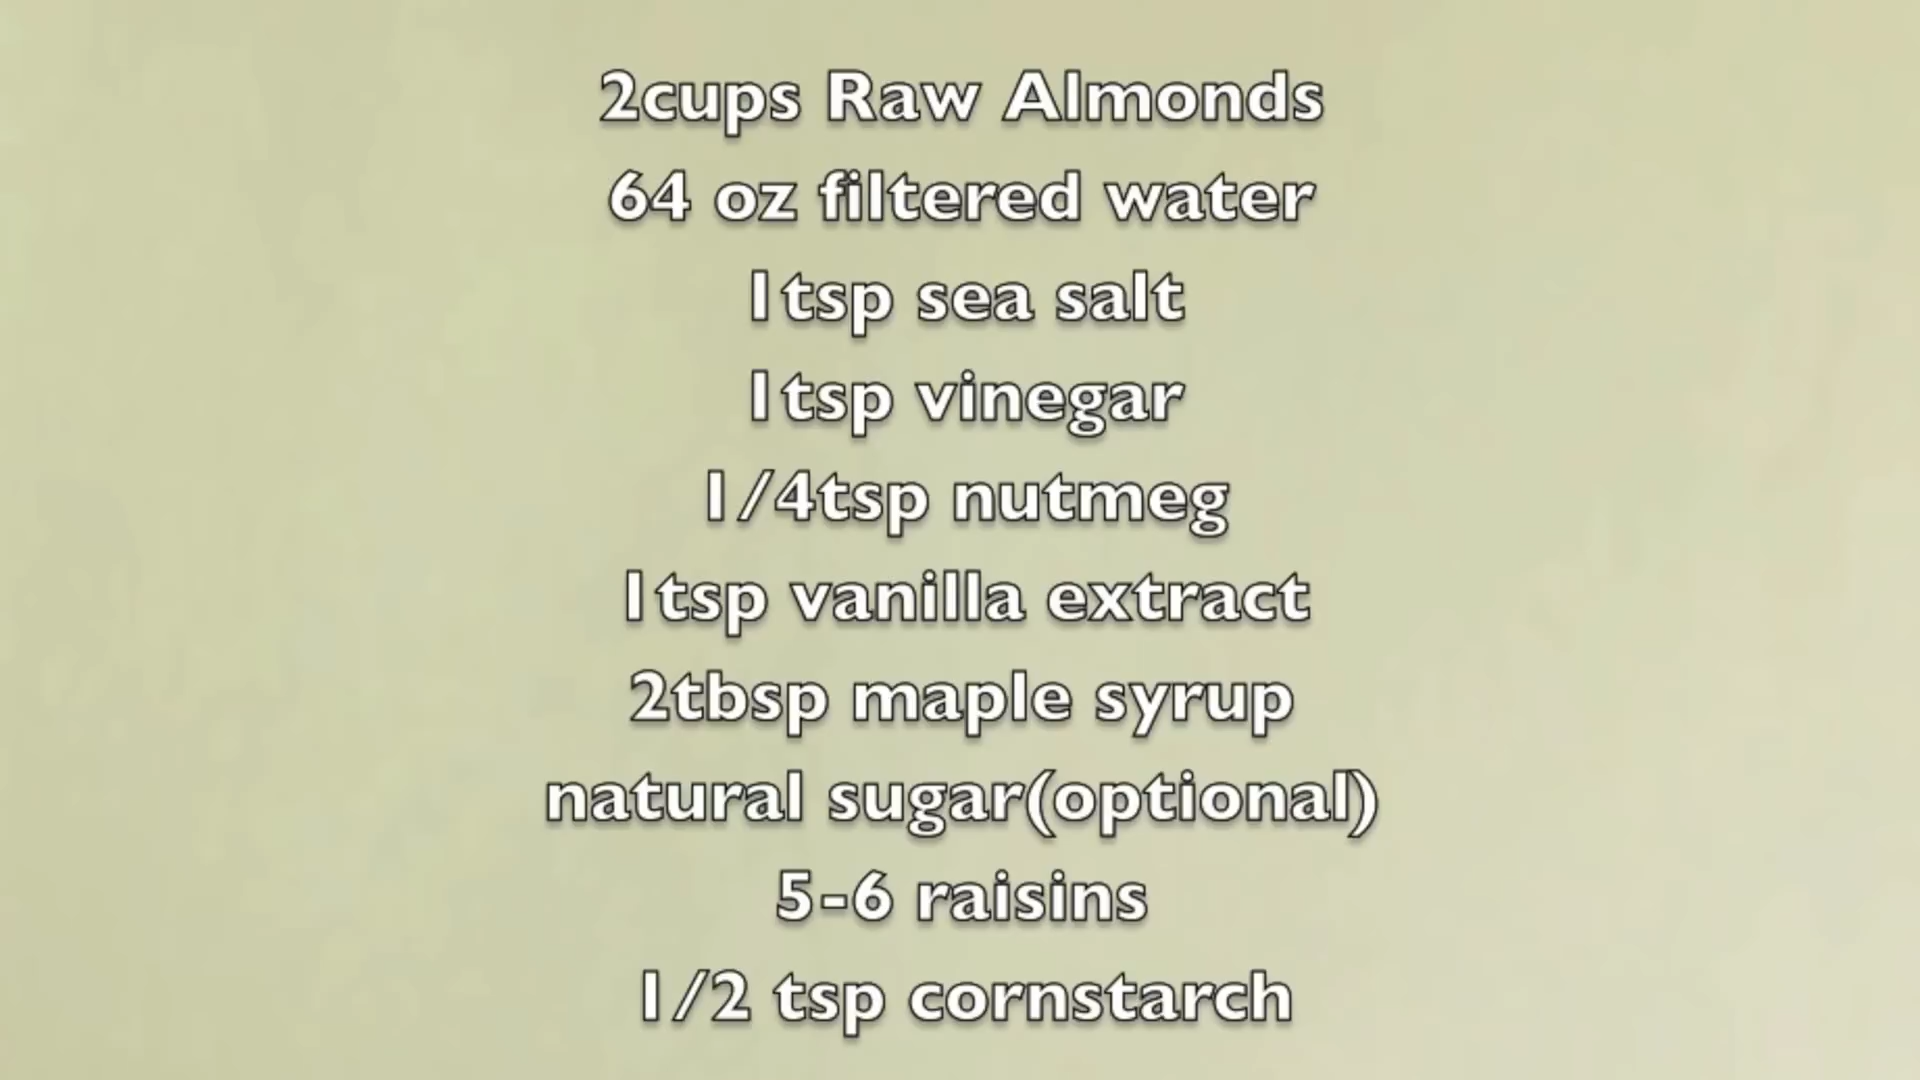 2cups Raw Almonds
64 oz filtered water
1tsp sea salt
1tsp vinegar
1/4tsp nutmeg
1tsp vanilla extract
2tbsp maple syrup
natural sugar(optional)
5-6 raisins
1/2 tsp cornstarch